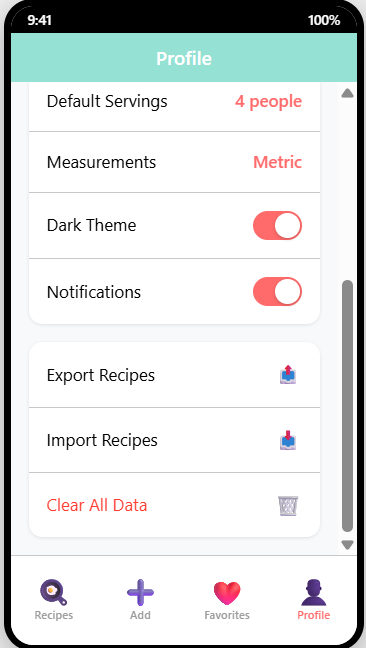 9:41 100%
Profile
Default Servings 4 people
Measurements Metric
Dark Theme
Notifications
Export Recipes
Import Recipes
Clear All Data
Recipes Add Favorites Profile